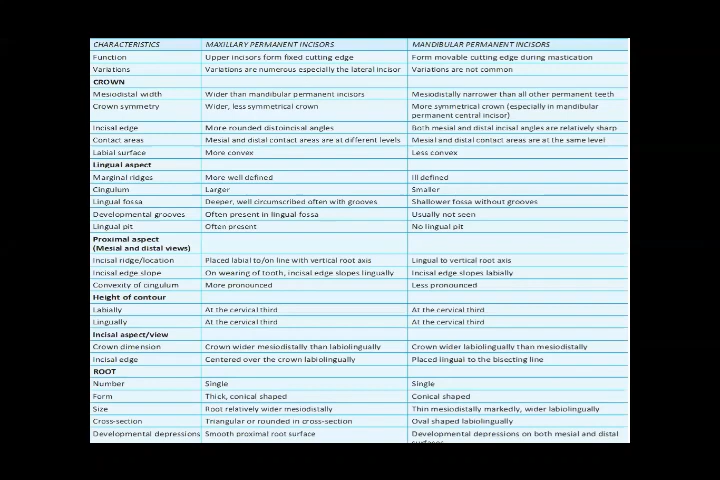 CHARACTERISTICS MAXILLARY PERMANENT INCISORS MANDIBULAR PERMANENT INCISORS
Function Upper incisors form fixed cutting edge Form movable cutting edge during mastication
Variations Variations are numerous especially the lateral incisor Variations are not common
CROWN
Mesiodistal width Wider than mandibular permanent incisors Mesiodistally narrower than all other permanent teeth
Crown symmetry Wider, less symmetrical crown More symmetrical crown (especially in mandibular
permanent central incisor)
Incisal edge More rounded distoincisal angles Both mesial and distal incisal angles are relatively sharp
Contact areas Mesial and distal contact areas are at different levels Mesial and distal contact areas are at the same level
Labial surface More convex Less convex
Lingual aspect
Marginal ridges More well defined Ill defined
Cingulum Larger Smaller
Lingual fossa Deeper, well circumscribed often with grooves Shallower fossa without grooves
Developmental grooves Often present in lingual fossa Usually not seen
Lingual pit Often present No lingual pit
Proximal aspect
(Mesial and distal views)
Incisal ridge/location Placed labial to/on line with vertical root axis Lingual to vertical root axis
Incisal edge slope On wearing of tooth, incisal edge slopes lingually Incisal edge slopes labially
Convexity of cingulum More pronounced Less pronounced
Height of contour
Labially At the cervical third At the cervical third
Lingually At the cervical third At the cervical third
Incisal aspect/view
Crown dimension Crown wider mesiodistally than labiolingually Crown wider labiolingually than mesiodistally
Incisal edge Centered over the crown labiolingually Placed lingual to the bisecting line
ROOT
Number Single Single
Form Thick, conical shaped Conical shaped
Size Root relatively wider mesiodistally Thin mesiodistally markedly, wider labiolingually
Cross-section Triangular or rounded in cross-section Oval shaped labiolingually
Developmental depressions Smooth proximal root surface Developmental depressions on both mesial and distal